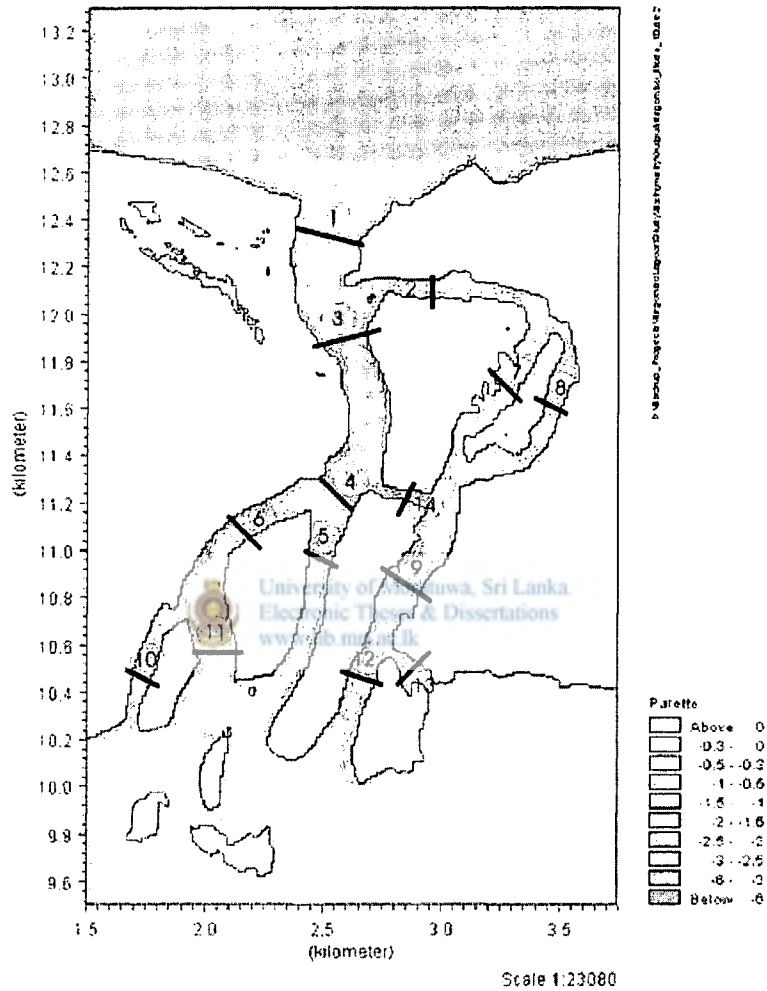 13.2
13.0
12.8
12.6
12.4
12.2
12.0
11.8
11.6
11.4
11.2
11.0
10.8
10.6
10.4
10.2
10.0
9.8
9.6
(kilometer)
1
2
3
8
4
14
6
5
9
University of Moratuwa, Sri Lanka.
Electronic Theses & Dissertations
www.lib.mrt.ac.lk
11
10
12
13
1.5
2.0
2.5
3.0
3.5
(kilometer)
Scale 1:23080
Palette
Above 0
-0.3 - 0
-0.5 - -0.3
-1 - -0.5
-1.5 - -1
-2 - -1.5
-2.5 - -2
-3 - -2.5
-6 - -3
Below -6